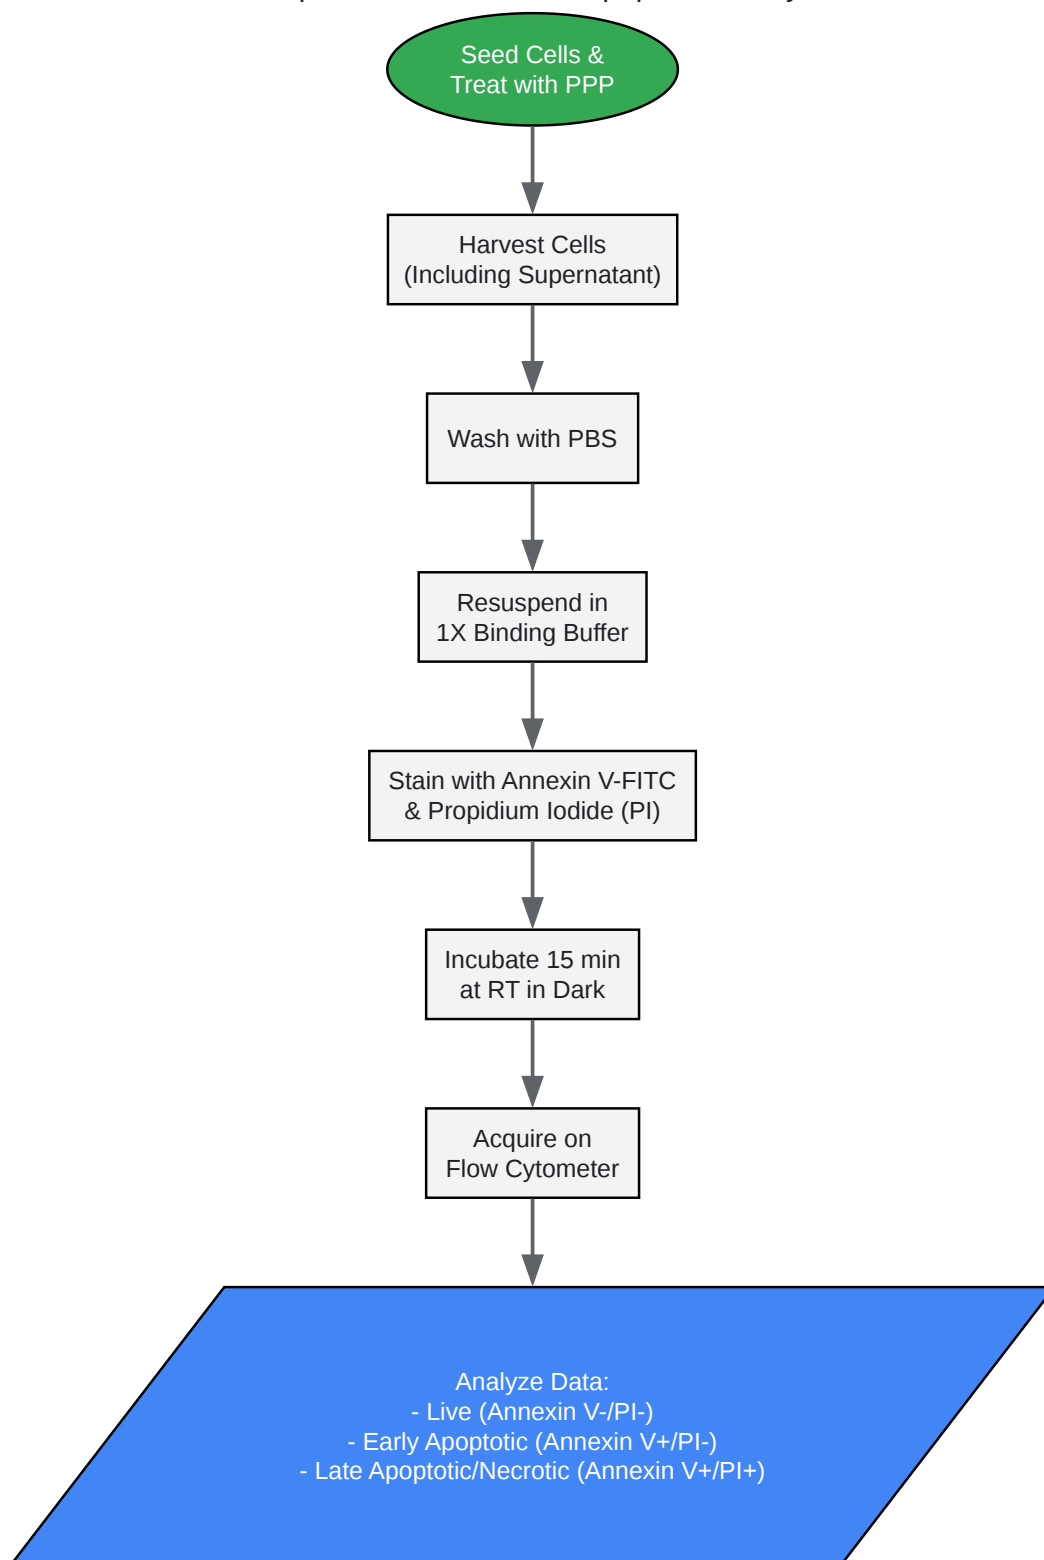 Seed Cells &
Treat with PPP
Harvest Cells
(Including Supernatant)
Wash with PBS
Resuspend in
1X Binding Buffer
Stain with Annexin V-FITC
& Propidium Iodide (PI)
Incubate 15 min
at RT in Dark
Acquire on
Flow Cytometer
Analyze Data:
- Live (Annexin V-/PI-)
- Early Apoptotic (Annexin V+/PI-)
- Late Apoptotic/Necrotic (Annexin V+/PI+)